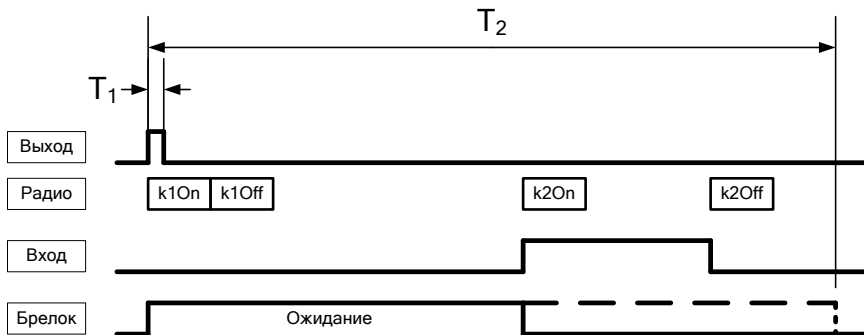 T2
T1
Выход
Радио k1On k1Off k2On k2Off
Вход
Брелок Ожидание